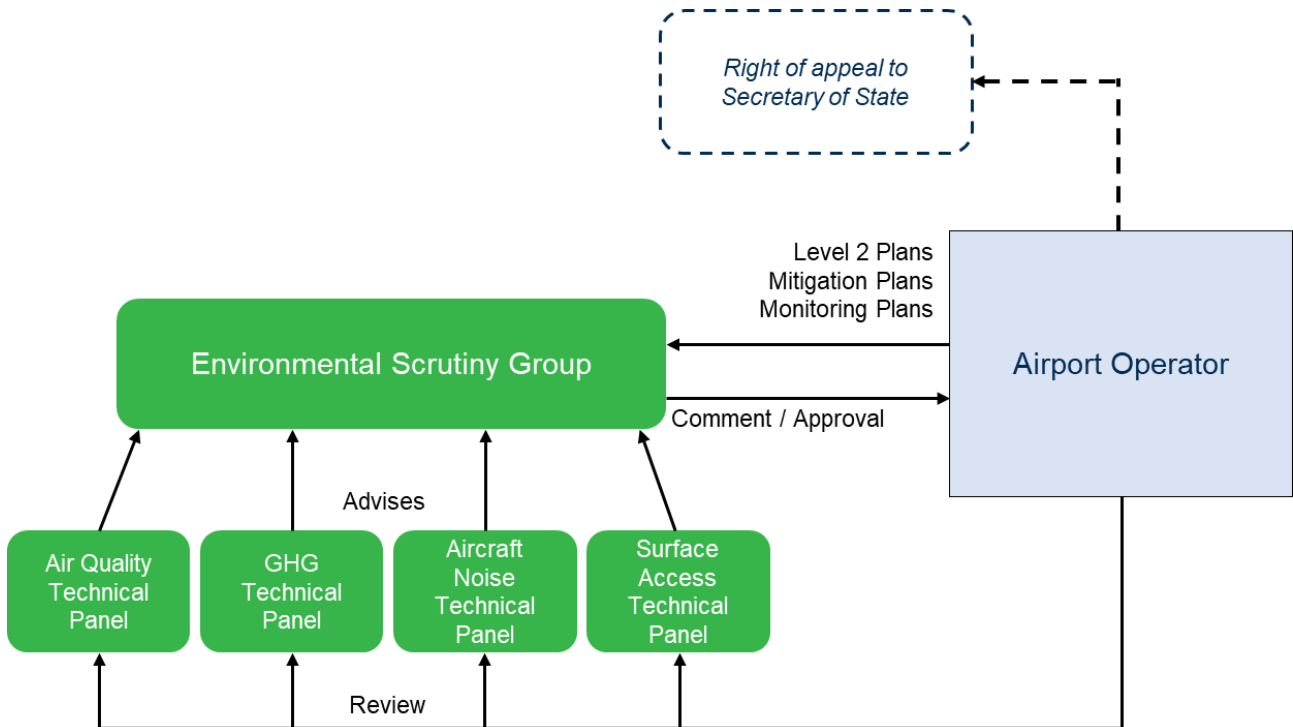 Right of appeal to
Secretary of State
Level 2 Plans
Mitigation Plans
Monitoring Plans
Environmental Scrutiny Group
Airport Operator
Comment / Approval
Advises
Air Quality
Technical
Panel
GHG
Technical
Panel
Aircraft
Noise
Technical
Panel
Surface
Access
Technical
Panel
Review